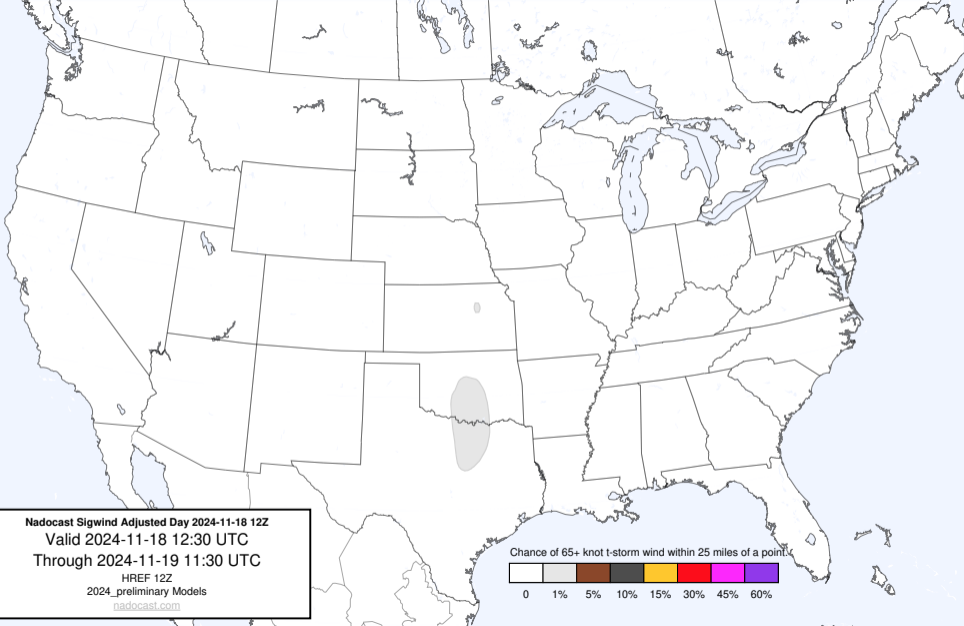 Nadocast Sigwind Adjusted Day 2024-11-18 12Z
Valid 2024-11-18 12:30 UTC
Through 2024-11-19 11:30 UTC
HREF 12Z
2024_preliminary Models
nadocast.com
Chance of 65+ knot t-storm wind within 25 miles of a point.
0 1% 5% 10% 15% 30% 45% 60%